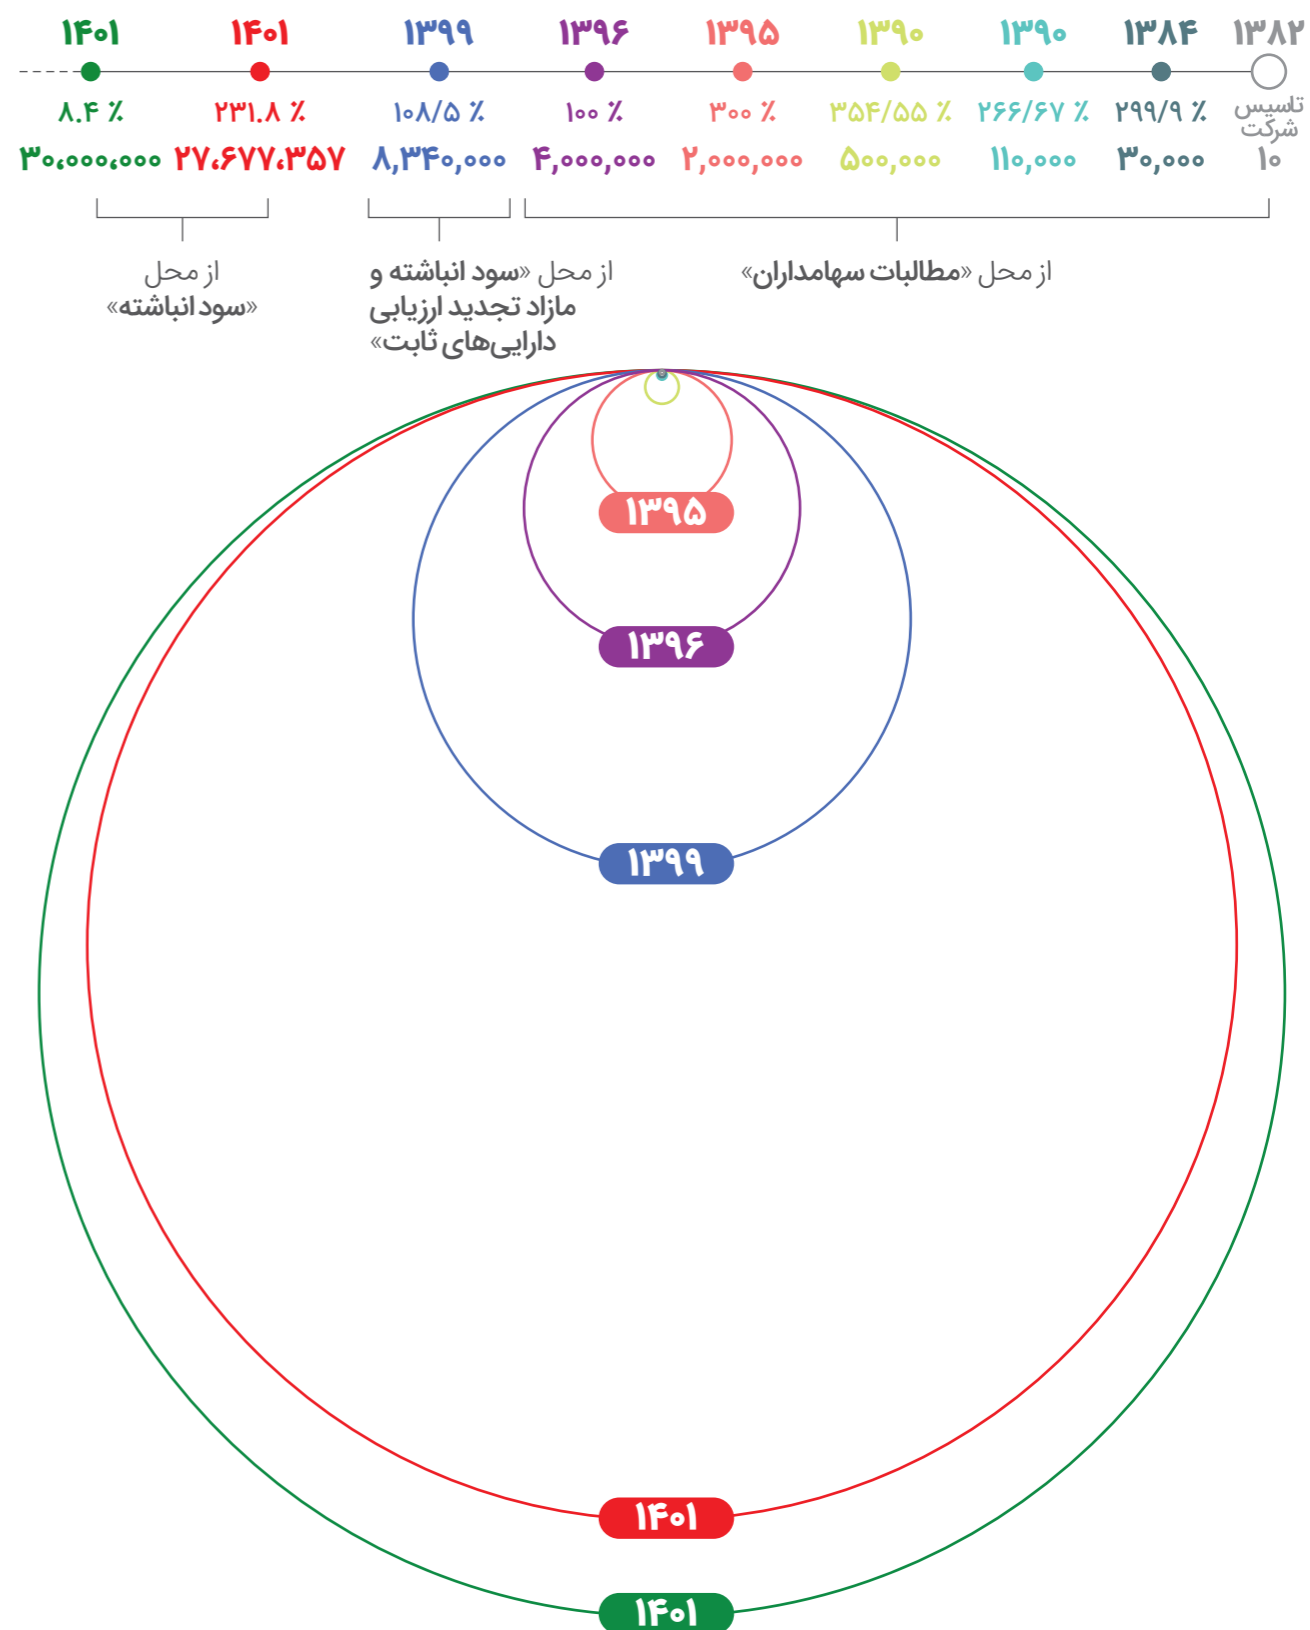 ۱۳۸۲ ۱۳۸۴ ۱۳۹۰ ۱۳۹۰ ۱۳۹۵ ۱۳۹۶ ۱۳۹۹ ۱۴۰۱ ۱۴۰۱
تاسیس
شرکت
۲۹۹/۹ ٪ ۲۶۶/۶۷ ٪ ۳۵۴/۵۵ ٪ ۳۰۰ ٪ ۱۰۰ ٪ ۱۰۸/۵ ٪ ۲۳۱.۸ ٪ ۸.۴ ٪
۱۰ ۳۰,۰۰۰ ۱۱۰,۰۰۰ ۵۰۰,۰۰۰ ۲,۰۰۰,۰۰۰ ۴,۰۰۰,۰۰۰ ۸,۳۴۰,۰۰۰ ۲۷،۶۷۷،۳۵۷ ۳۰،۰۰۰،۰۰۰
از محل «مطالبات سهامداران»
از محل «سود انباشته و
مازاد تجدید ارزیابی
دارایی‌های ثابت»
از محل
«سود انباشته»
۱۳۹۵
۱۳۹۶
۱۳۹۹
۱۴۰۱
۱۴۰۱